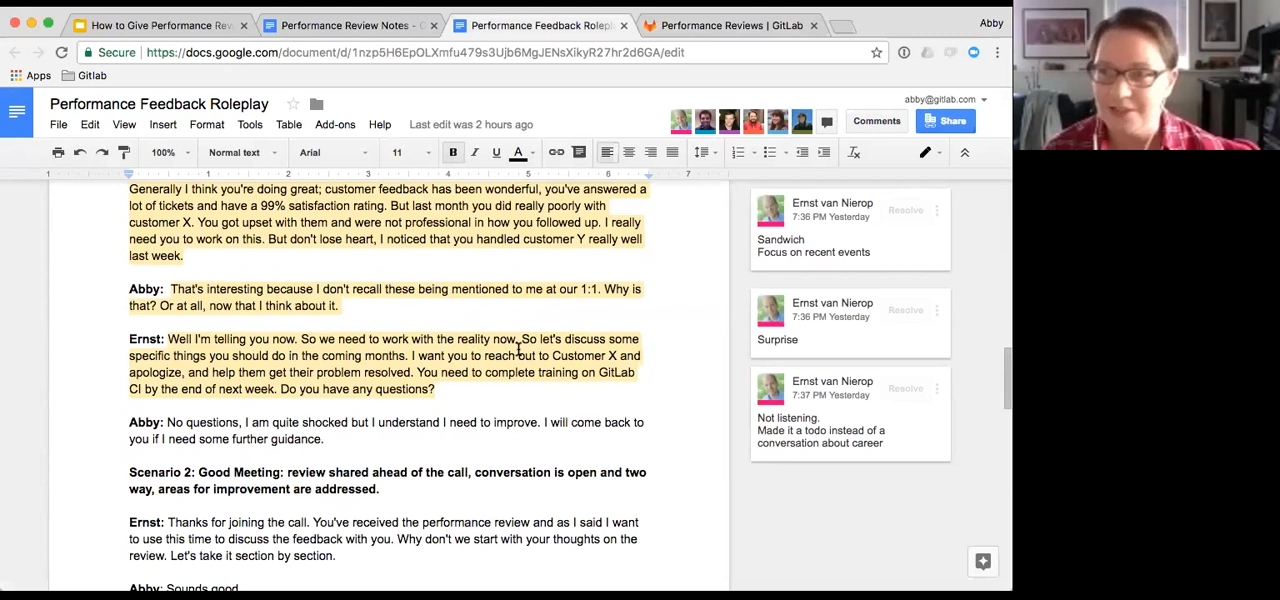 How to Give Performance Rev
Performance Review Notes - G
Performance Feedback Rolepl
Performance Reviews | GitLab
Abby
Secure
https://docs.google.com/document/d/1nzp5H6EpOLXmfu479s3Ujb6MgJENsXikyR27hr2d6GA/edit
Apps
Gitlab
Performance Feedback Roleplay
abby@gitlab.com
File Edit View Insert Format Tools Table Add-ons Help Last edit was 2 hours ago
Comments
Share
100% Normal text Arial 11 B I U A
1 1 2 3 4 5 6 7
Generally I think you're doing great; customer feedback has been wonderful, you've answered a
lot of tickets and have a 99% satisfaction rating. But last month you did really poorly with
customer X. You got upset with them and were not professional in how you followed up. I really
need you to work on this. But don't lose heart, I noticed that you handled customer Y really well
last week.
Abby: That's interesting because I don't recall these being mentioned to me at our 1:1. Why is
that? Or at all, now that I think about it.
Ernst: Well I'm telling you now. So we need to work with the reality now. So let's discuss some
specific things you should do in the coming months. I want you to reach out to Customer X and
apologize, and help them get their problem resolved. You need to complete training on GitLab
CI by the end of next week. Do you have any questions?
Abby: No questions, I am quite shocked but I understand I need to improve. I will come back to
you if I need some further guidance.
Scenario 2: Good Meeting: review shared ahead of the call, conversation is open and two
way, areas for improvement are addressed.
Ernst: Thanks for joining the call. You've received the performance review and as I said I want
to use this time to discuss the feedback with you. Why don't we start with your thoughts on the
review. Let's take it section by section.
Abby: Sounds good
Ernst van Nierop
7:36 PM Yesterday
Resolve
Sandwich
Focus on recent events
Ernst van Nierop
7:36 PM Yesterday
Resolve
Surprise
Ernst van Nierop
7:37 PM Yesterday
Resolve
Not listening.
Made it a todo instead of a
conversation about career